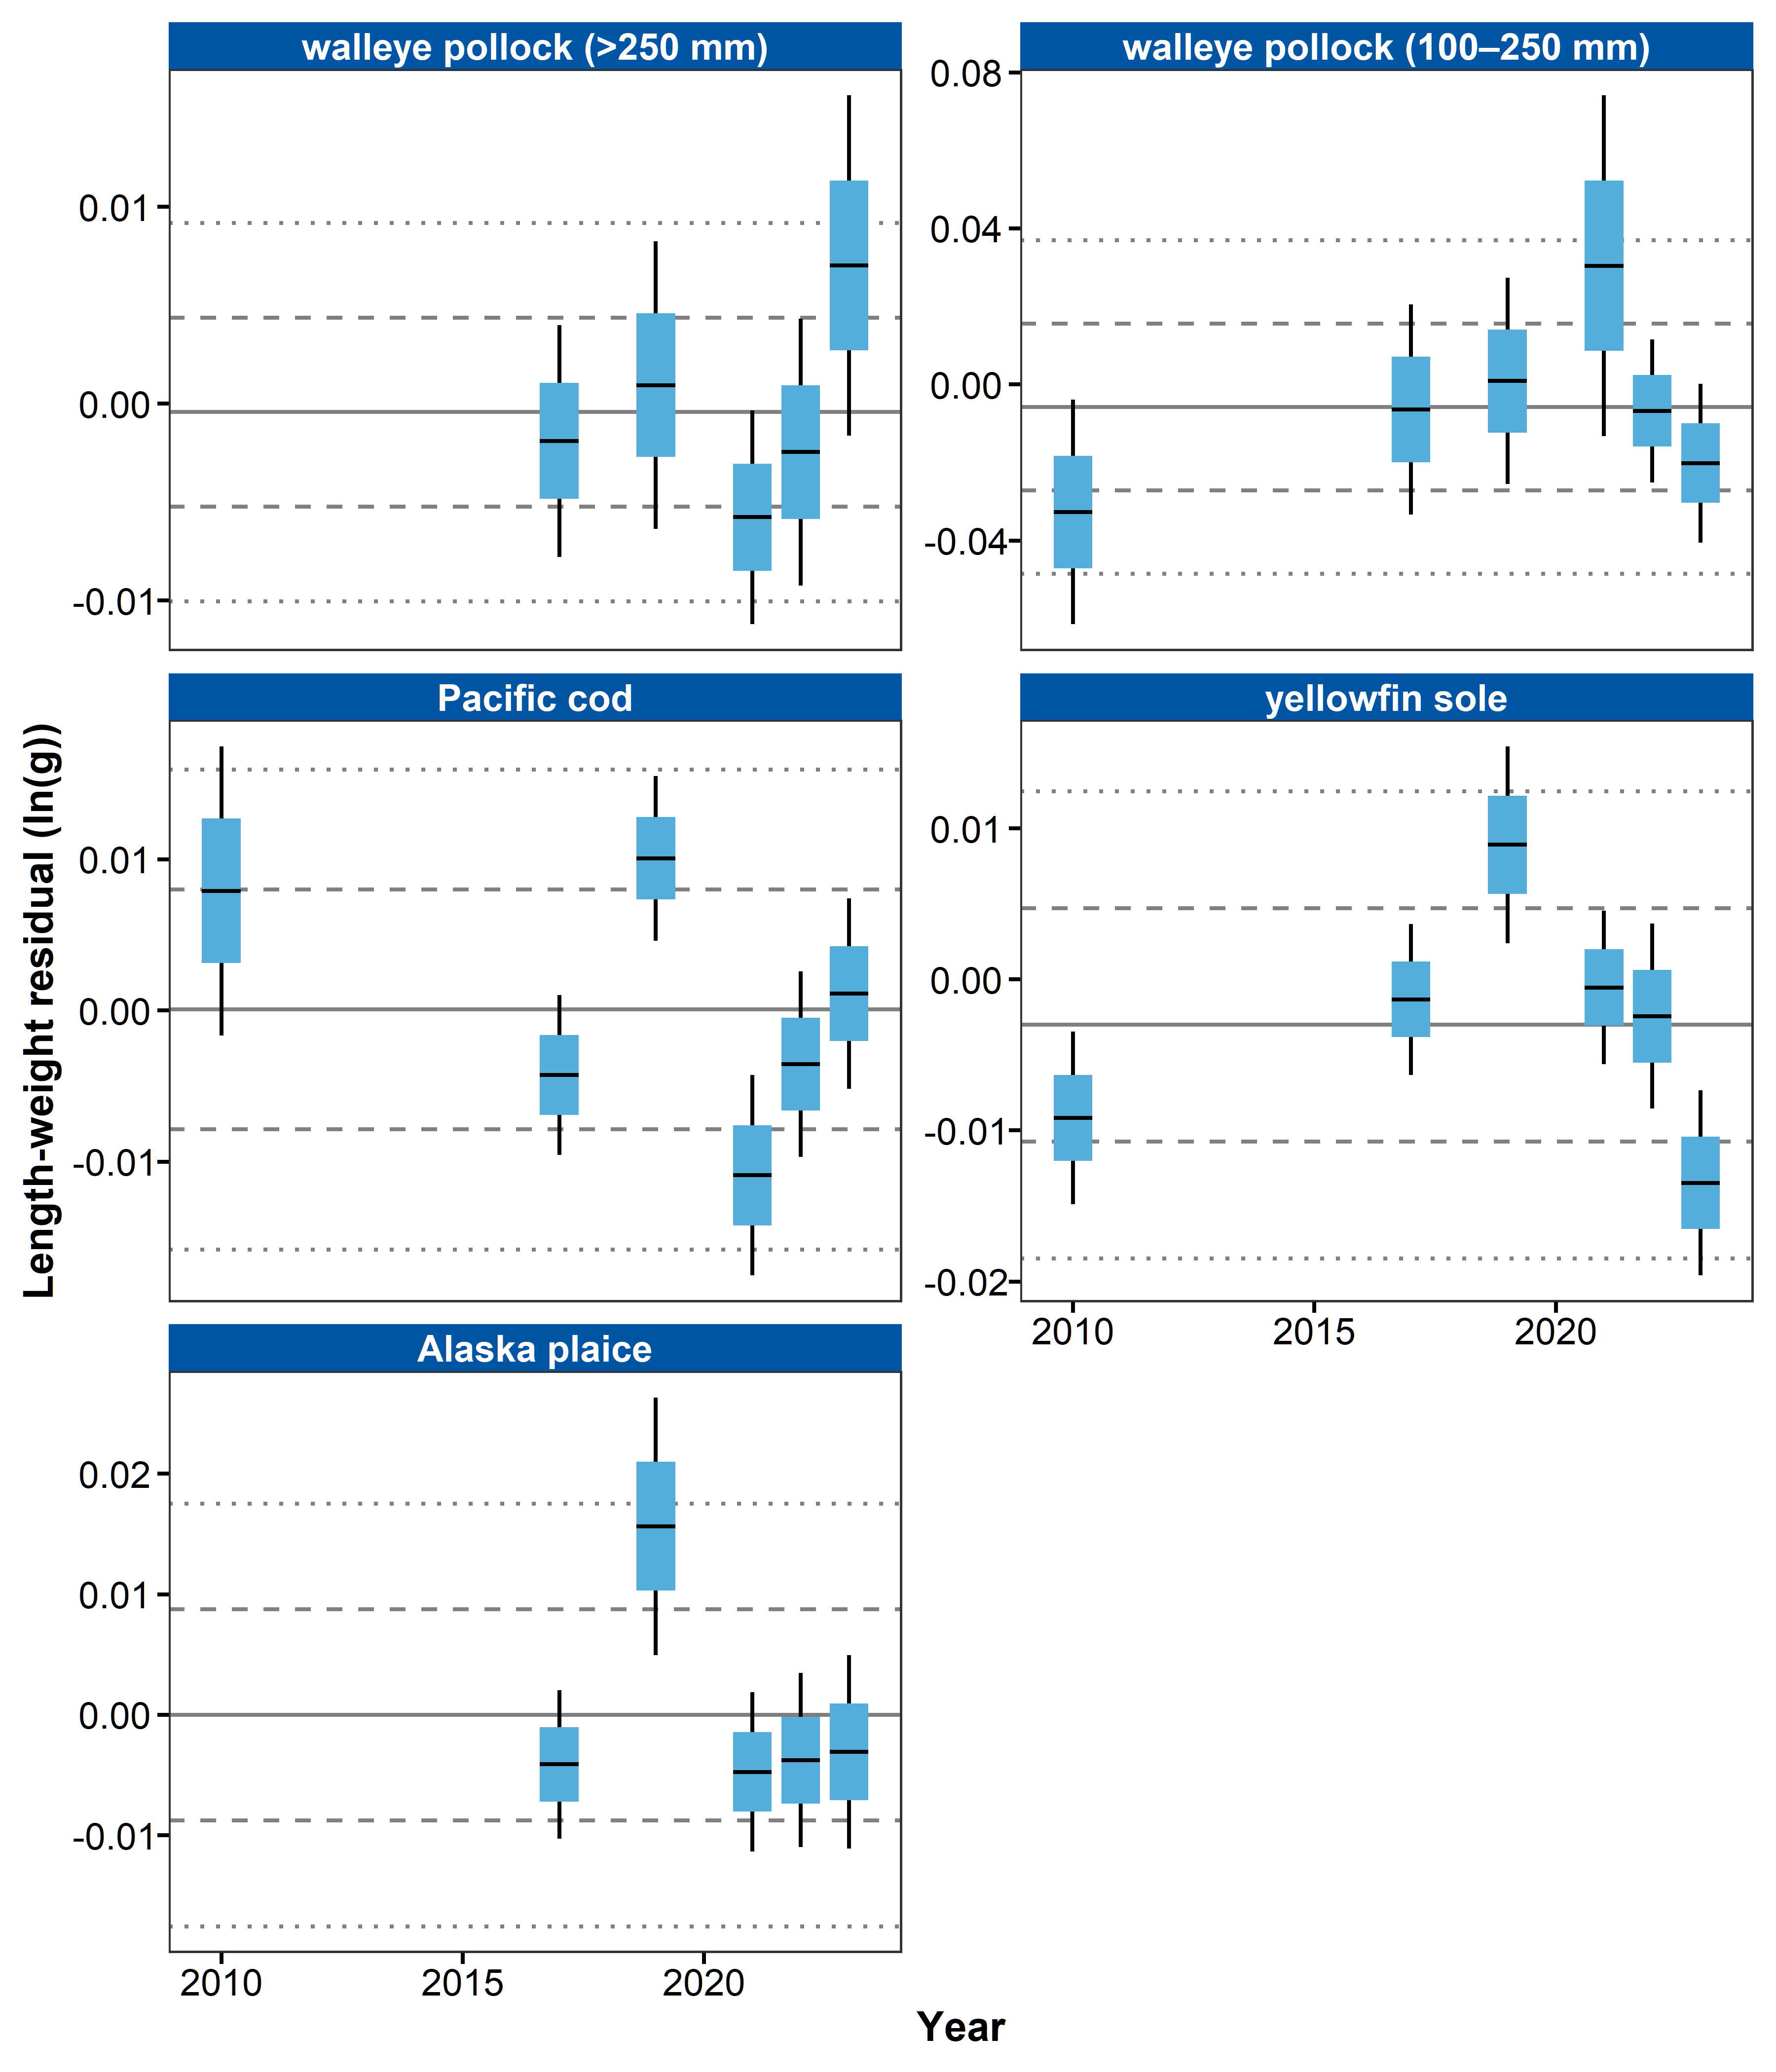 walleye pollock (>250 mm)
walleye pollock (100–250 mm)
0.01
0.00
-0.01
0.08
0.04
0.00
-0.04
Length-weight residual (ln(g))
Pacific cod
yellowfin sole
0.01
0.00
-0.01
0.01
0.00
-0.01
-0.02
2010 2015 2020
Alaska plaice
0.02
0.01
0.00
-0.01
2010 2015 2020
Year